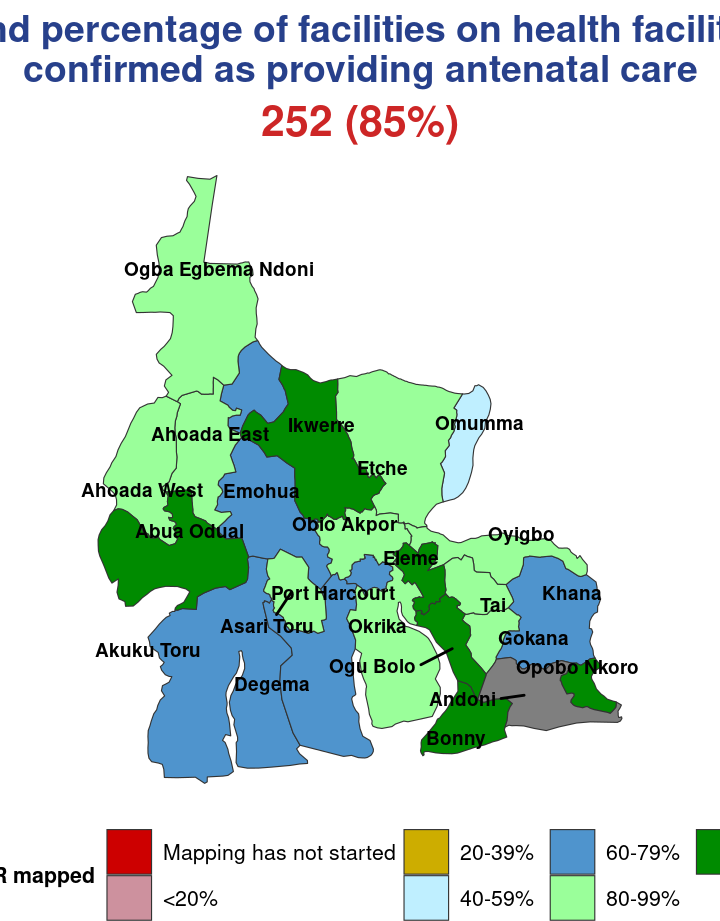 nd percentage of facilities on health facilit
confirmed as providing antenatal care
252 (85%)
Ogba Egbema Ndoni
Omumma
Ikwerre
Ahoada East
Etche
Ahoada West
Emohua
Obio Akpor
Abua Odual
Oyigbo
Eleme
Port Harcourt
Khana
Tai
Asari Toru
Okrika
Gokana
Akuku Toru
Ogu Bolo
Opobo Nkoro
Degema
Andoni
Bonny
Mapping has not started
20-39%
60-79%
R mapped
<20%
40-59%
80-99%